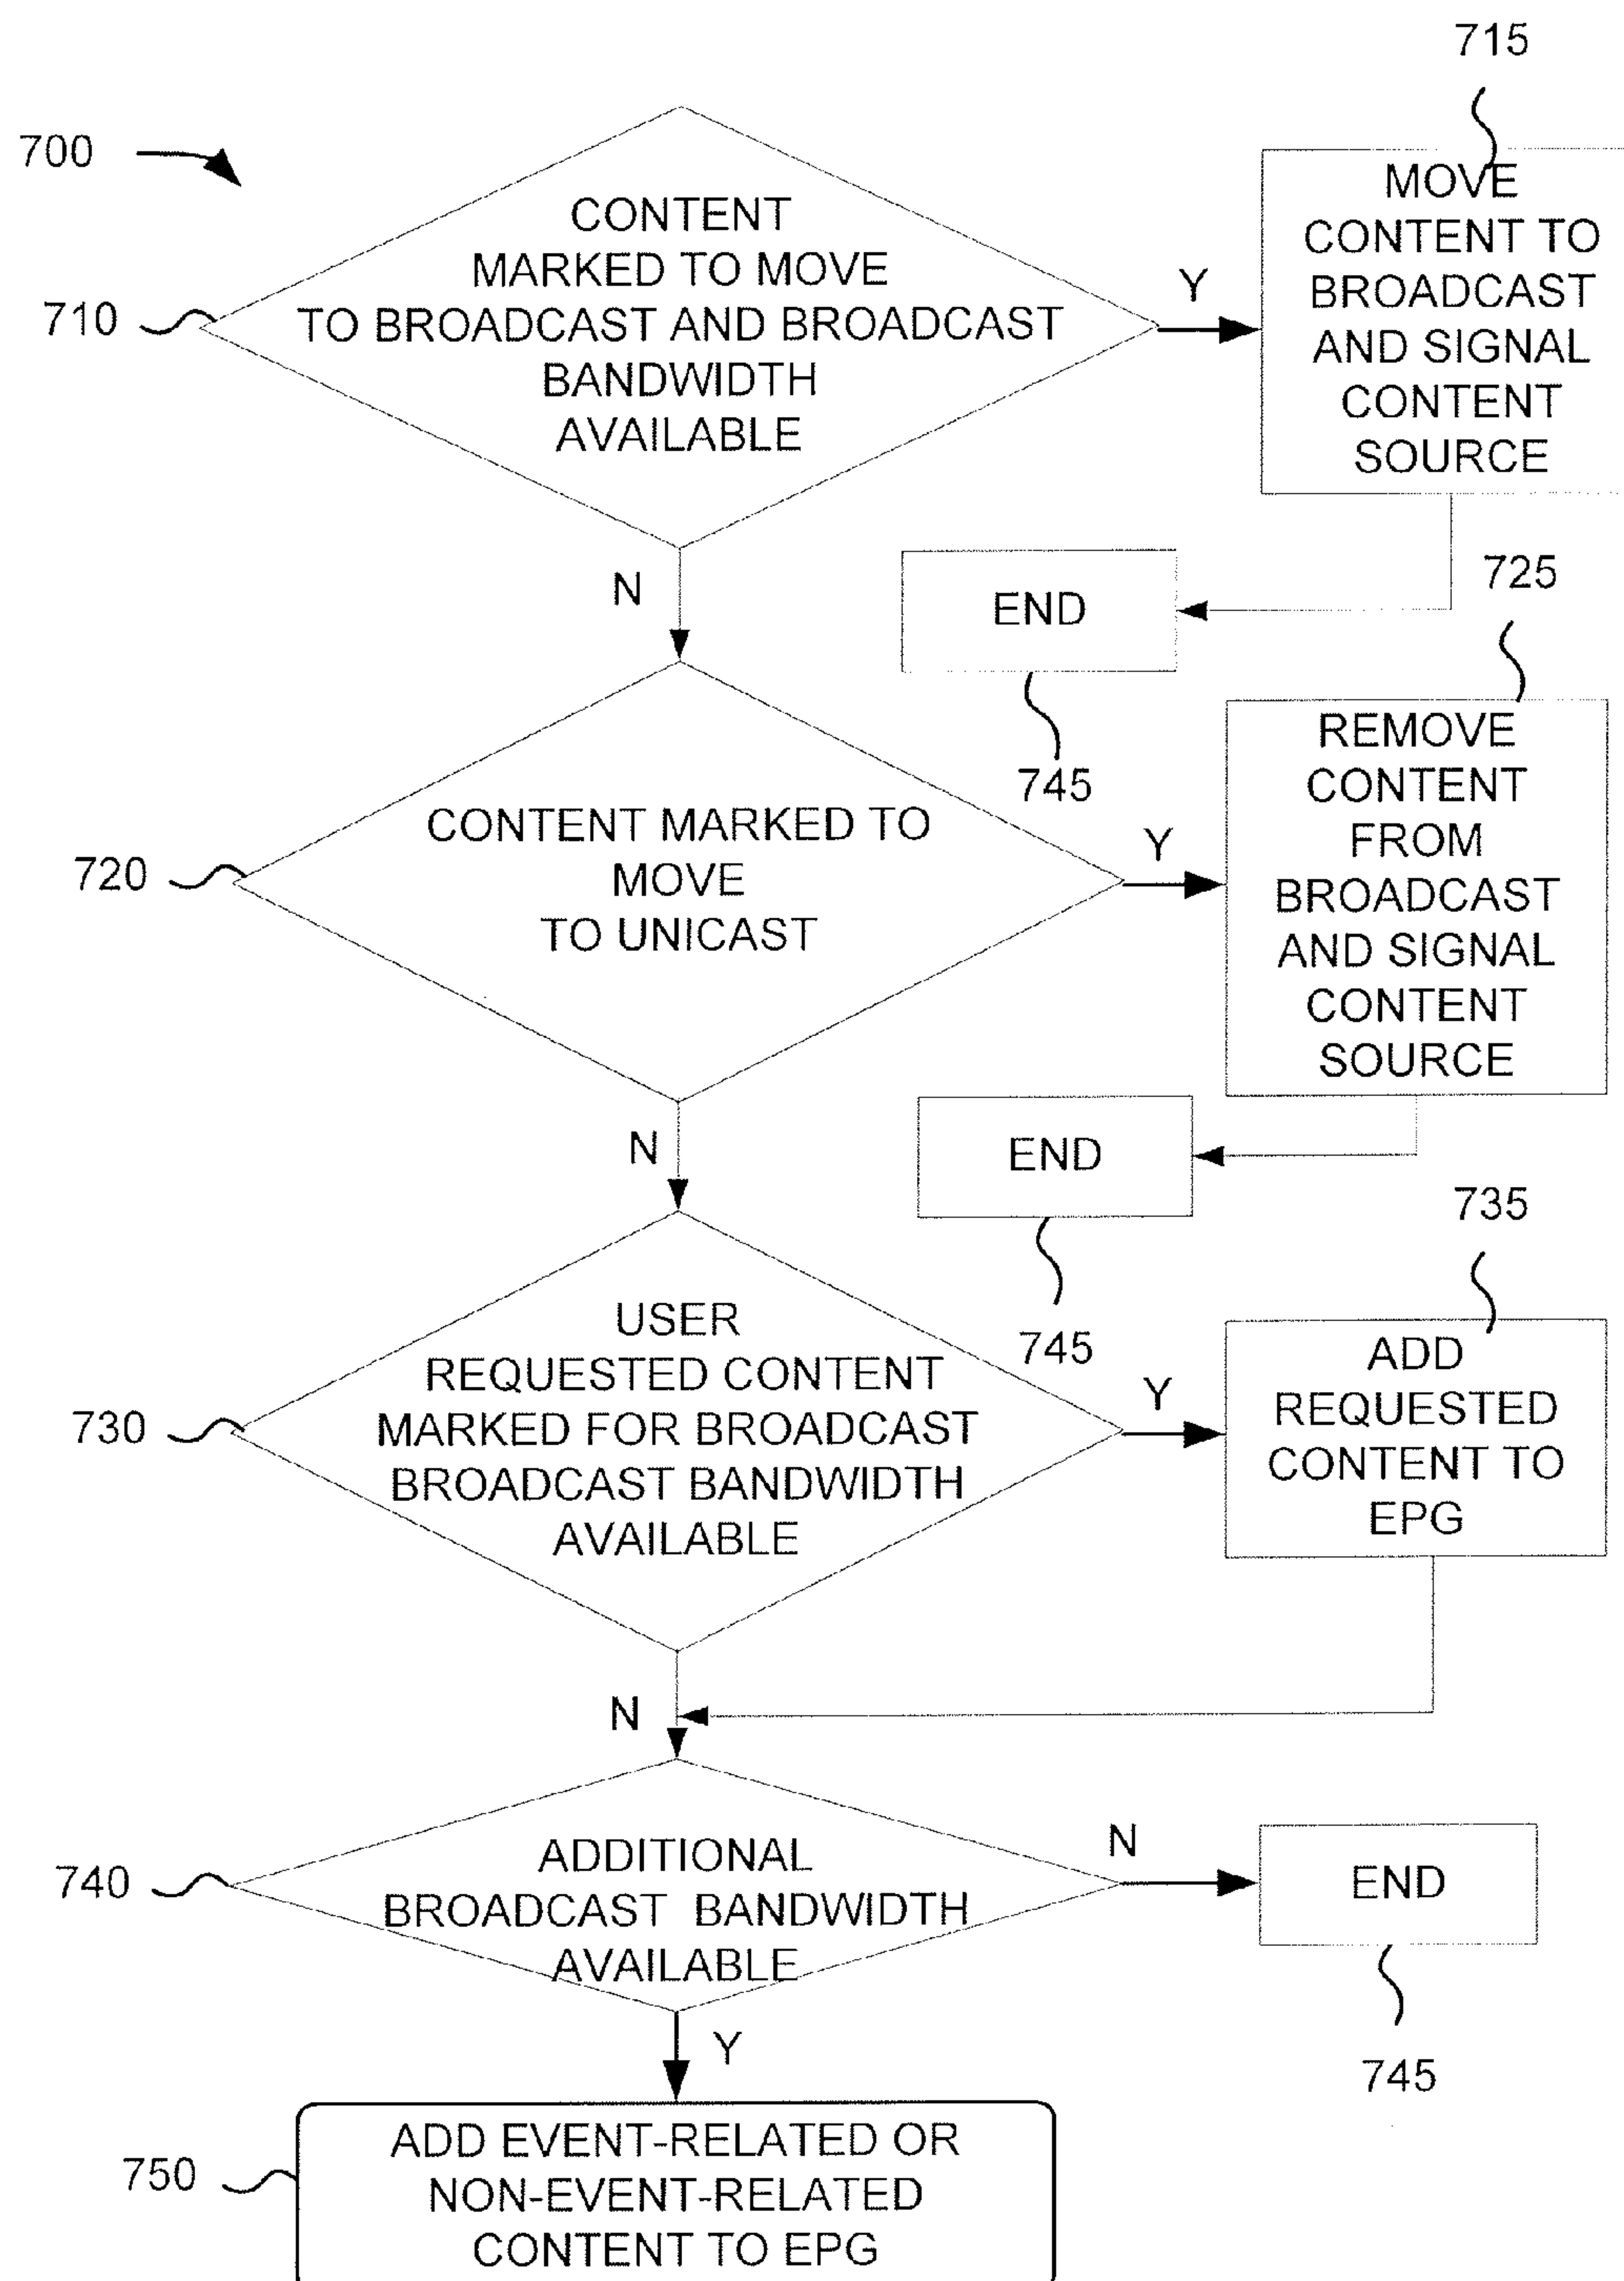 715
700
CONTENT
MARKED TO MOVE
TO BROADCAST AND BROADCAST
BANDWIDTH
AVAILABLE
710
Y
MOVE
CONTENT TO
BROADCAST
AND SIGNAL
CONTENT
SOURCE
N
END
745
725
CONTENT MARKED TO
MOVE
TO UNICAST
720
Y
REMOVE
CONTENT
FROM
BROADCAST
AND SIGNAL
CONTENT
SOURCE
N
END
745
735
USER
REQUESTED CONTENT
MARKED FOR BROADCAST
BROADCAST BANDWIDTH
AVAILABLE
730
Y
ADD
REQUESTED
CONTENT TO
EPG
N
ADDITIONAL
BROADCAST BANDWIDTH
AVAILABLE
740
N
END
745
Y
750
ADD EVENT-RELATED OR
NON-EVENT-RELATED
CONTENT TO EPG